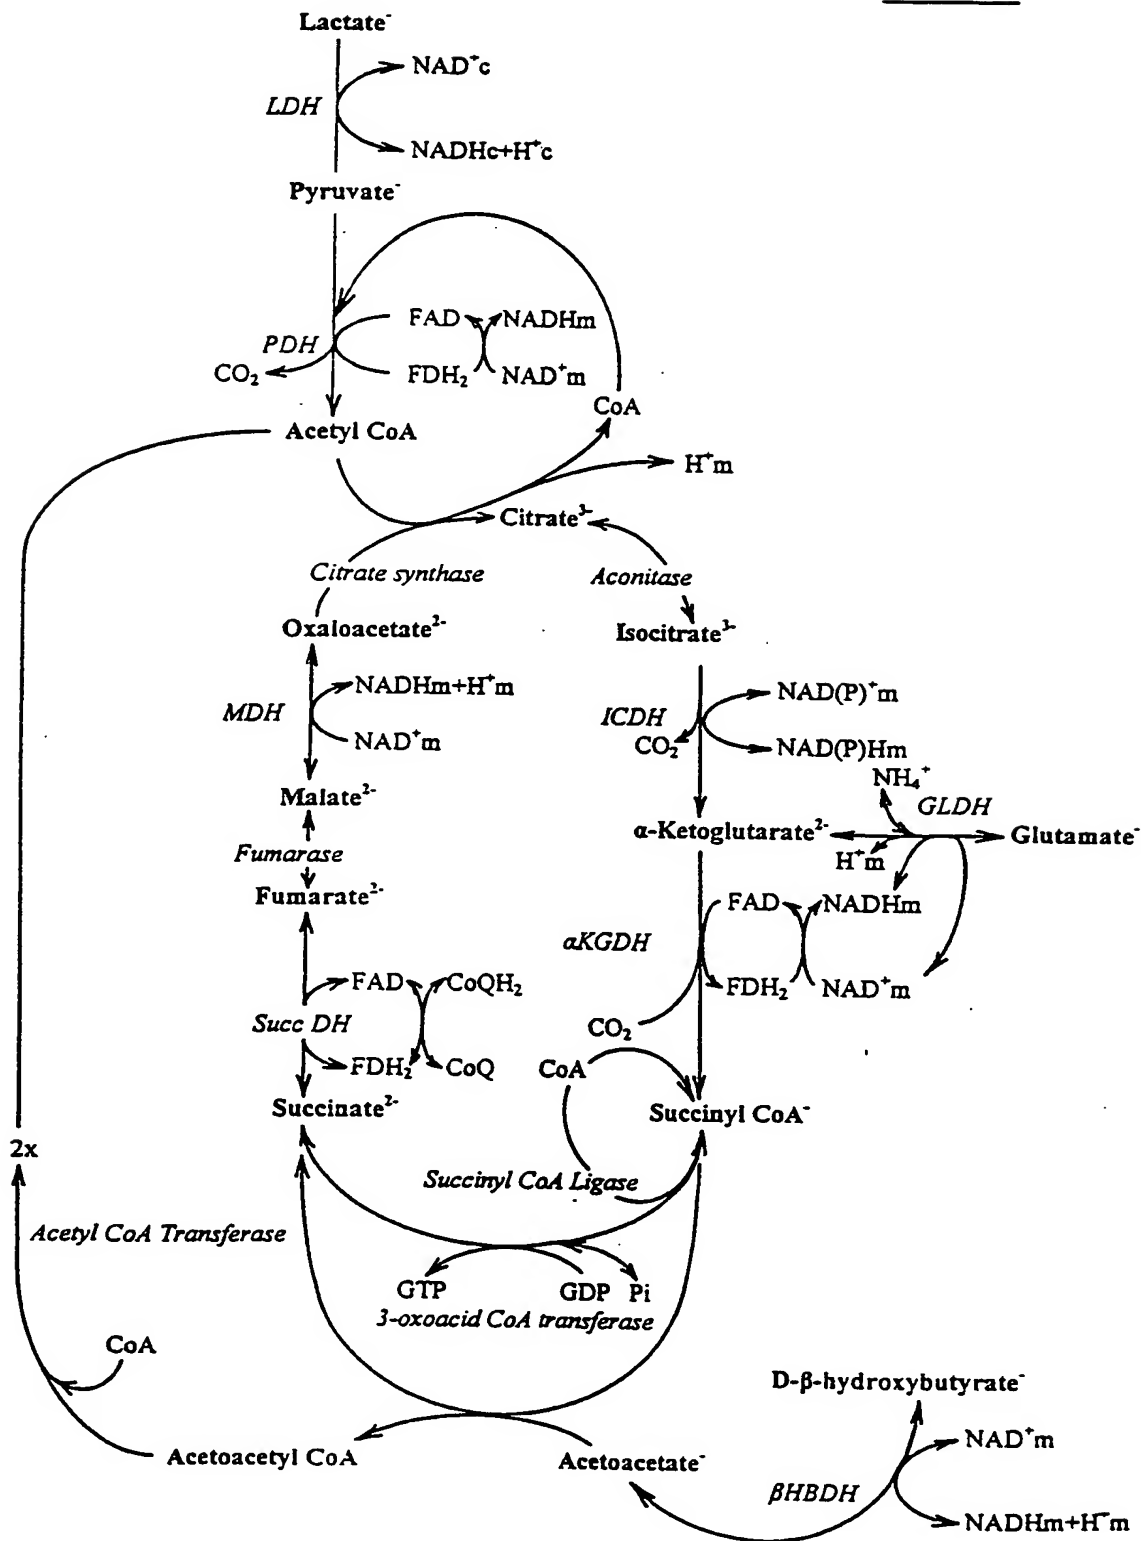 Lactate⁻
NAD⁺c
LDH
NADHc+H⁺c
Pyruvate⁻
FAD NADHm
PDH
CO₂ FDH₂ NAD⁺m
CoA
Acetyl CoA
H⁺m
Citrate³⁻
Citrate synthase Aconitase
Oxaloacetate²⁻ Isocitrate³⁻
NADHm+H⁺m NAD(P)⁺m
MDH ICDH
NAD⁺m CO₂ NAD(P)Hm
NH₄⁺
Malate²⁻ GLDH
α-Ketoglutarate²⁻ Glutamate⁻
Fumarase H⁺m
Fumarate²⁻ FAD NADHm
αKGDH
FAD CoQH₂ FDH₂ NAD⁺m
Succ DH CO₂
FDH₂ CoQ CoA
Succinate²⁻ Succinyl CoA⁻
2x
Succinyl CoA Ligase
Acetyl CoA Transferase
GTP GDP Pi
3-oxoacid CoA transferase
CoA
D-β-hydroxybutyrate⁻
NAD⁺m
Acetoacetyl CoA Acetoacetate⁻
βHBDH
NADHm+H⁻m